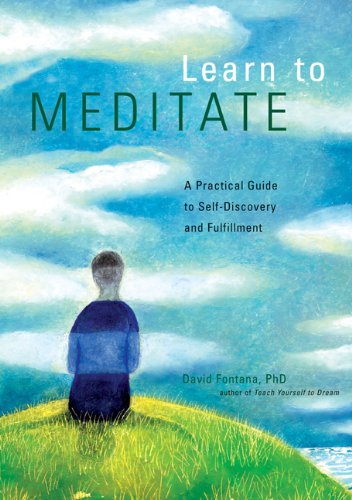 Learn to
MEDITATE
A Practical Guide
to Self-Discovery
and Fulfillment
David Fontana, PhD
author of Teach Yourself to Dream